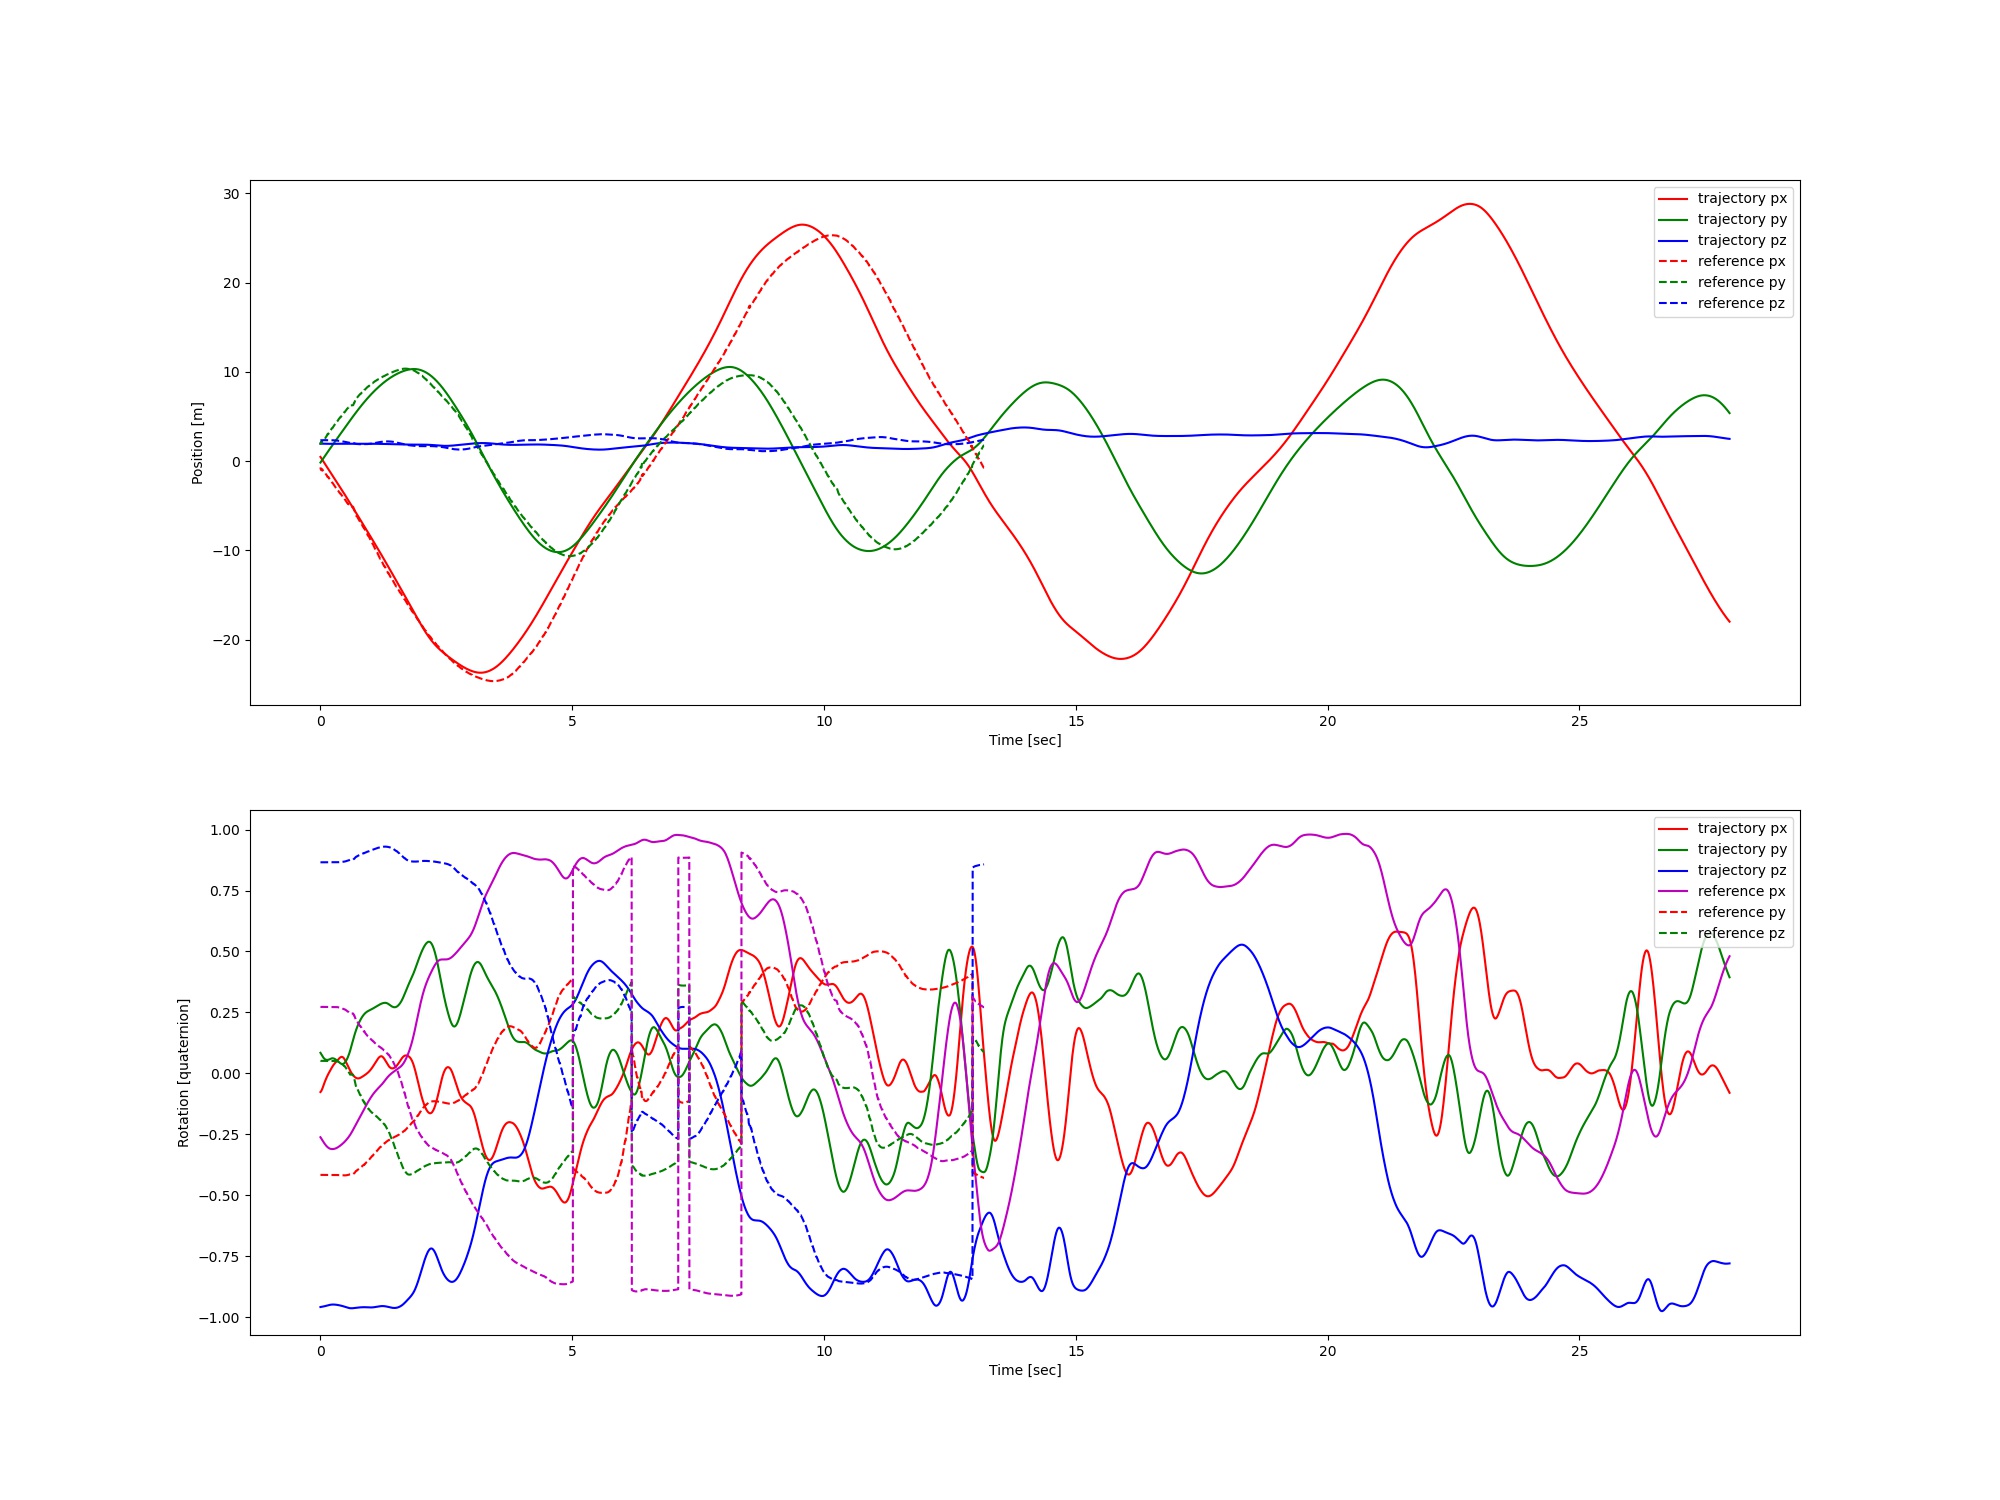 30
20
10
0
−10
−20
Position [m]
trajectory px
trajectory py
trajectory pz
reference px
reference py
reference pz
0 5 10 15 20 25
Time [sec]
1.00
0.75
0.50
0.25
0.00
−0.25
−0.50
−0.75
−1.00
Rotation [quaternion]
trajectory px
trajectory py
trajectory pz
reference px
reference py
reference pz
0 5 10 15 20 25
Time [sec]